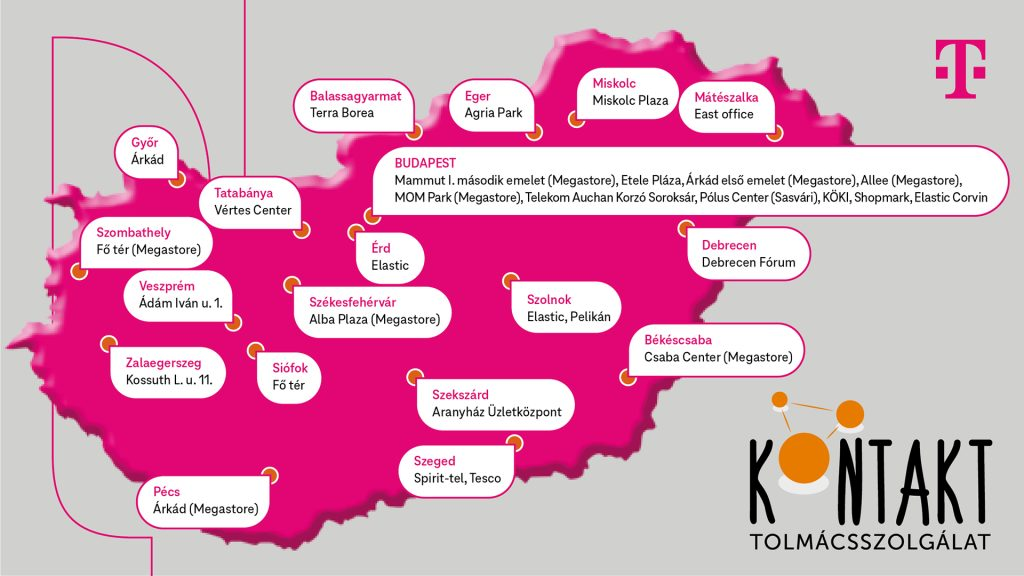 T
Balassagyarmat
Terra Borea
Eger
Agria Park
Miskolc
Miskolc Plaza
Mátészalka
East office
Győr
Árkád
BUDAPEST
Mammut I. második emelet (Megastore), Etele Pláza, Árkád első emelet (Megastore), Allee (Megastore),
MOM Park (Megastore), Telekom Auchan Korzó Soroksár, Pólus Center (Sasvári), KÖKI, Shopmark, Elastic Corvin
Tatabánya
Vértes Center
Szombathely
Fő tér (Megastore)
Érd
Elastic
Debrecen
Debrecen Fórum
Veszprém
Ádám Iván u. 1.
Székesfehérvár
Alba Plaza (Megastore)
Szolnok
Elastic, Pelikán
Békéscsaba
Csaba Center (Megastore)
Zalaegerszeg
Kossuth L. u. 11.
Siófok
Fő tér
Szekszárd
Aranyház Üzletközpont
Szeged
Spirit-tel, Tesco
Pécs
Árkád (Megastore)
KONTAKT
TOLMÁCSSZOLGÁLAT